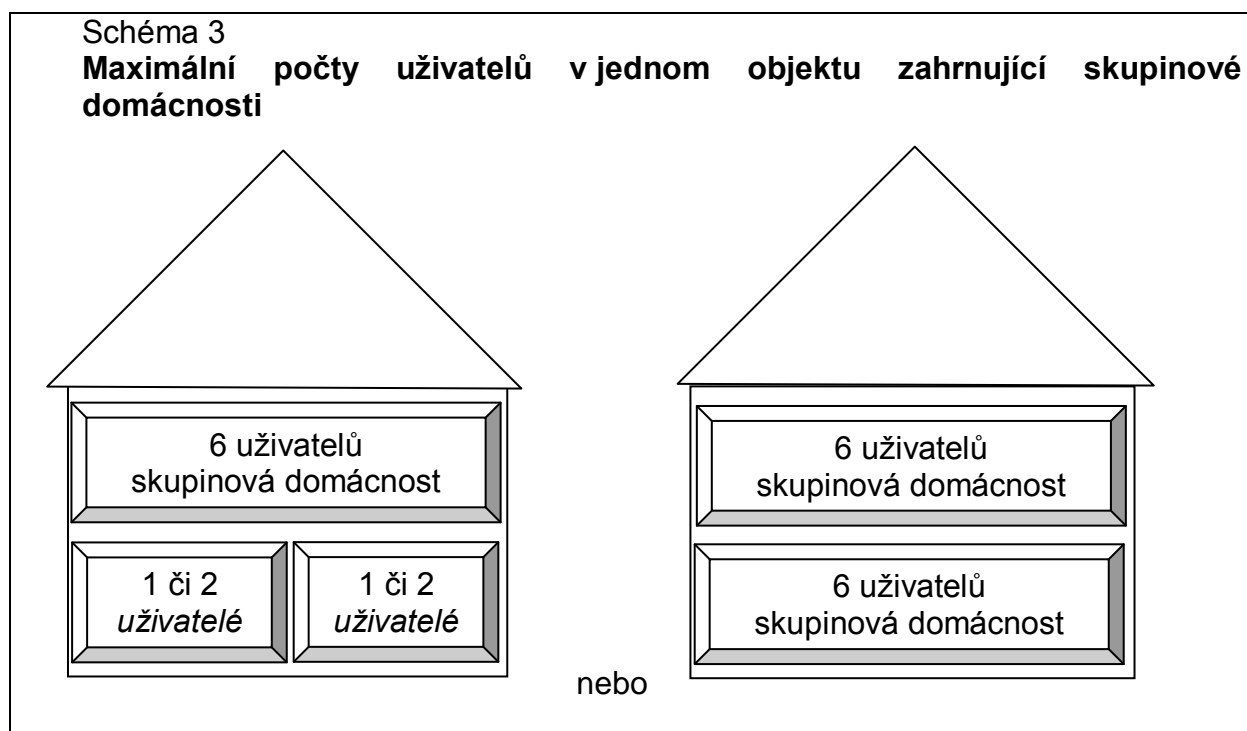 Schéma 3
Maximální počty uživatelů v jednom objektu zahrnující skupinové
domácnosti
6 uživatelů
skupinová domácnost
1 či 2
uživatelé
1 či 2
uživatelé
6 uživatelů
skupinová domácnost
6 uživatelů
skupinová domácnost
nebo